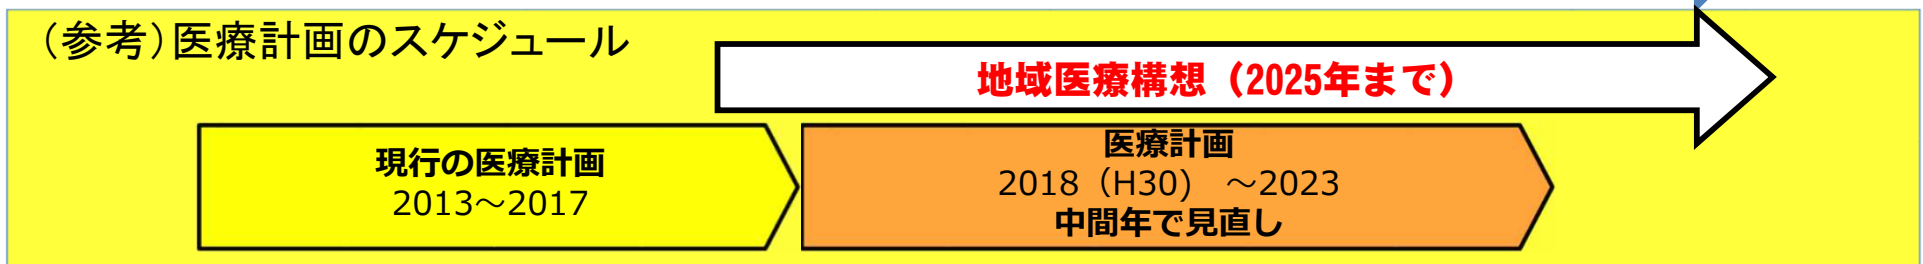 （参考）医療計画のスケジュール
地域医療構想（2025年まで）
現行の医療計画
2013～2017
医療計画
2018（H30)　～2023
中間年で見直し